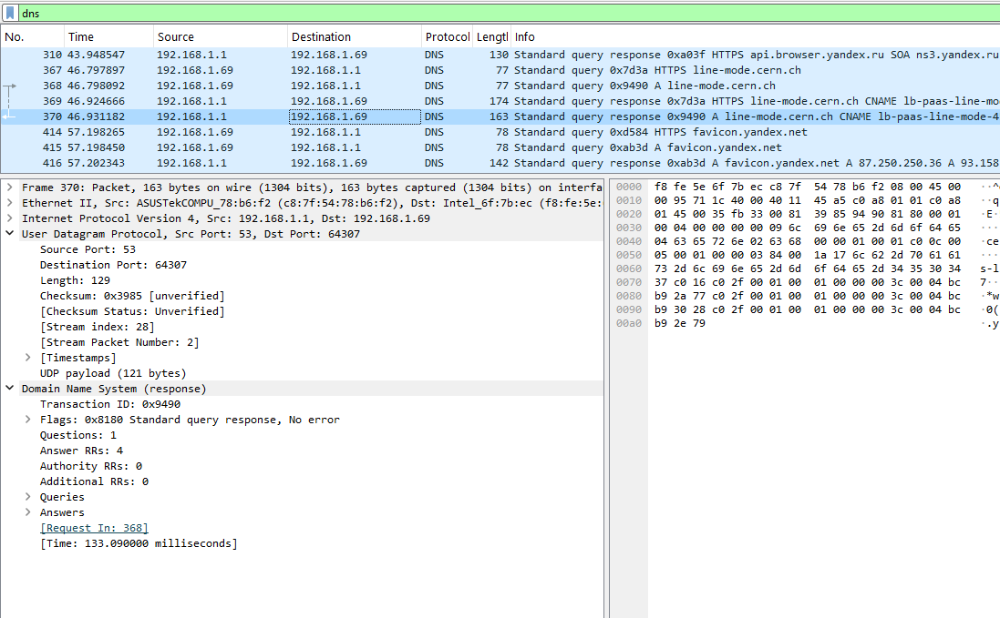 dns
No. Time Source Destination Protocol Lengtl Info
310 43.948547 192.168.1.1 192.168.1.69 DNS 130 Standard query response 0xa03f HTTPS api.browser.yandex.ru SOA ns3.yandex.ru
367 46.797897 192.168.1.69 192.168.1.1 DNS 77 Standard query 0x7d3a HTTPS line-mode.cern.ch
368 46.798092 192.168.1.69 192.168.1.1 DNS 77 Standard query 0x9490 A line-mode.cern.ch
369 46.924666 192.168.1.1 192.168.1.69 DNS 174 Standard query response 0x7d3a HTTPS line-mode.cern.ch CNAME lb-paas-line-mo
370 46.931182 192.168.1.1 192.168.1.69 DNS 163 Standard query response 0x9490 A line-mode.cern.ch CNAME lb-paas-line-mode-4
414 57.198265 192.168.1.69 192.168.1.1 DNS 78 Standard query 0xd584 HTTPS favicon.yandex.net
415 57.198450 192.168.1.69 192.168.1.1 DNS 78 Standard query 0xab3d A favicon.yandex.net
416 57.202343 192.168.1.1 192.168.1.69 DNS 142 Standard query response 0xab3d A favicon.yandex.net A 87.250.250.36 A 93.158
Frame 370: Packet, 163 bytes on wire (1304 bits), 163 bytes captured (1304 bits) on interfa
Ethernet II, Src: ASUSTekCOMPU_78:b6:f2 (c8:7f:54:78:b6:f2), Dst: Intel_6f:7b:ec (f8:fe:5e:
Internet Protocol Version 4, Src: 192.168.1.1, Dst: 192.168.1.69
User Datagram Protocol, Src Port: 53, Dst Port: 64307
Source Port: 53
Destination Port: 64307
Length: 129
Checksum: 0x3985 [unverified]
[Checksum Status: Unverified]
[Stream index: 28]
[Stream Packet Number: 2]
[Timestamps]
UDP payload (121 bytes)
Domain Name System (response)
Transaction ID: 0x9490
Flags: 0x8180 Standard query response, No error
Questions: 1
Answer RRs: 4
Authority RRs: 0
Additional RRs: 0
Queries
Answers
[Request In: 368]
[Time: 133.090000 milliseconds]
0000 f8 fe 5e 6f 7b ec c8 7f 54 78 b6 f2 08 00 45 00 ··^
0010 00 95 71 1c 40 00 40 11 45 a5 c0 a8 01 01 c0 a8 ··q
0020 01 45 00 35 fb 33 00 81 39 85 94 90 81 80 00 01 ·E·
0030 00 04 00 00 00 00 09 6c 69 6e 65 2d 6d 6f 64 65 ···
0040 04 63 65 72 6e 02 63 68 00 00 01 00 01 c0 0c 00 ·ce
0050 05 00 01 00 00 03 84 00 1a 17 6c 62 2d 70 61 61 ···
0060 73 2d 6c 69 6e 65 2d 6d 6f 64 65 2d 34 35 30 34 s-l
0070 37 c0 16 c0 2f 00 01 00 01 00 00 00 3c 00 04 bc 7··
0080 b9 2a 77 c0 2f 00 01 00 01 00 00 00 3c 00 04 bc ·*w
0090 b9 30 28 c0 2f 00 01 00 01 00 00 00 3c 00 04 bc ·0(
00a0 b9 2e 79 ·.y